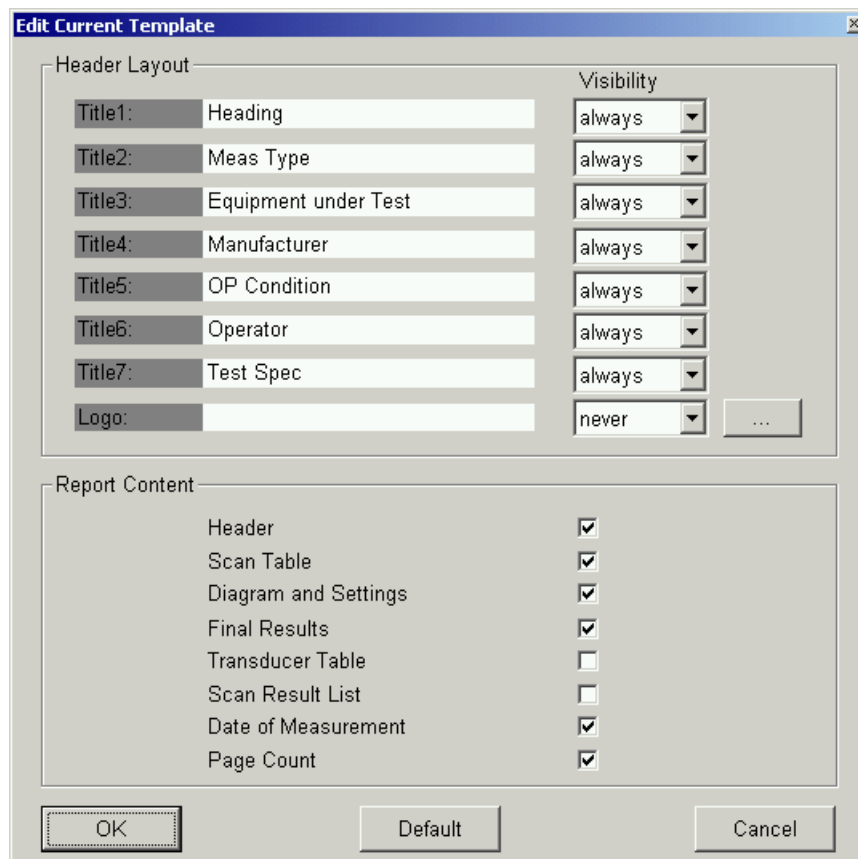 Edit Current Template
Header Layout
Visibility
Title1: Heading always
Title2: Meas Type always
Title3: Equipment under Test always
Title4: Manufacturer always
Title5: OP Condition always
Title6: Operator always
Title7: Test Spec always
Logo: never ...
Report Content
Header
Scan Table
Diagram and Settings
Final Results
Transducer Table
Scan Result List
Date of Measurement
Page Count
OK Default Cancel